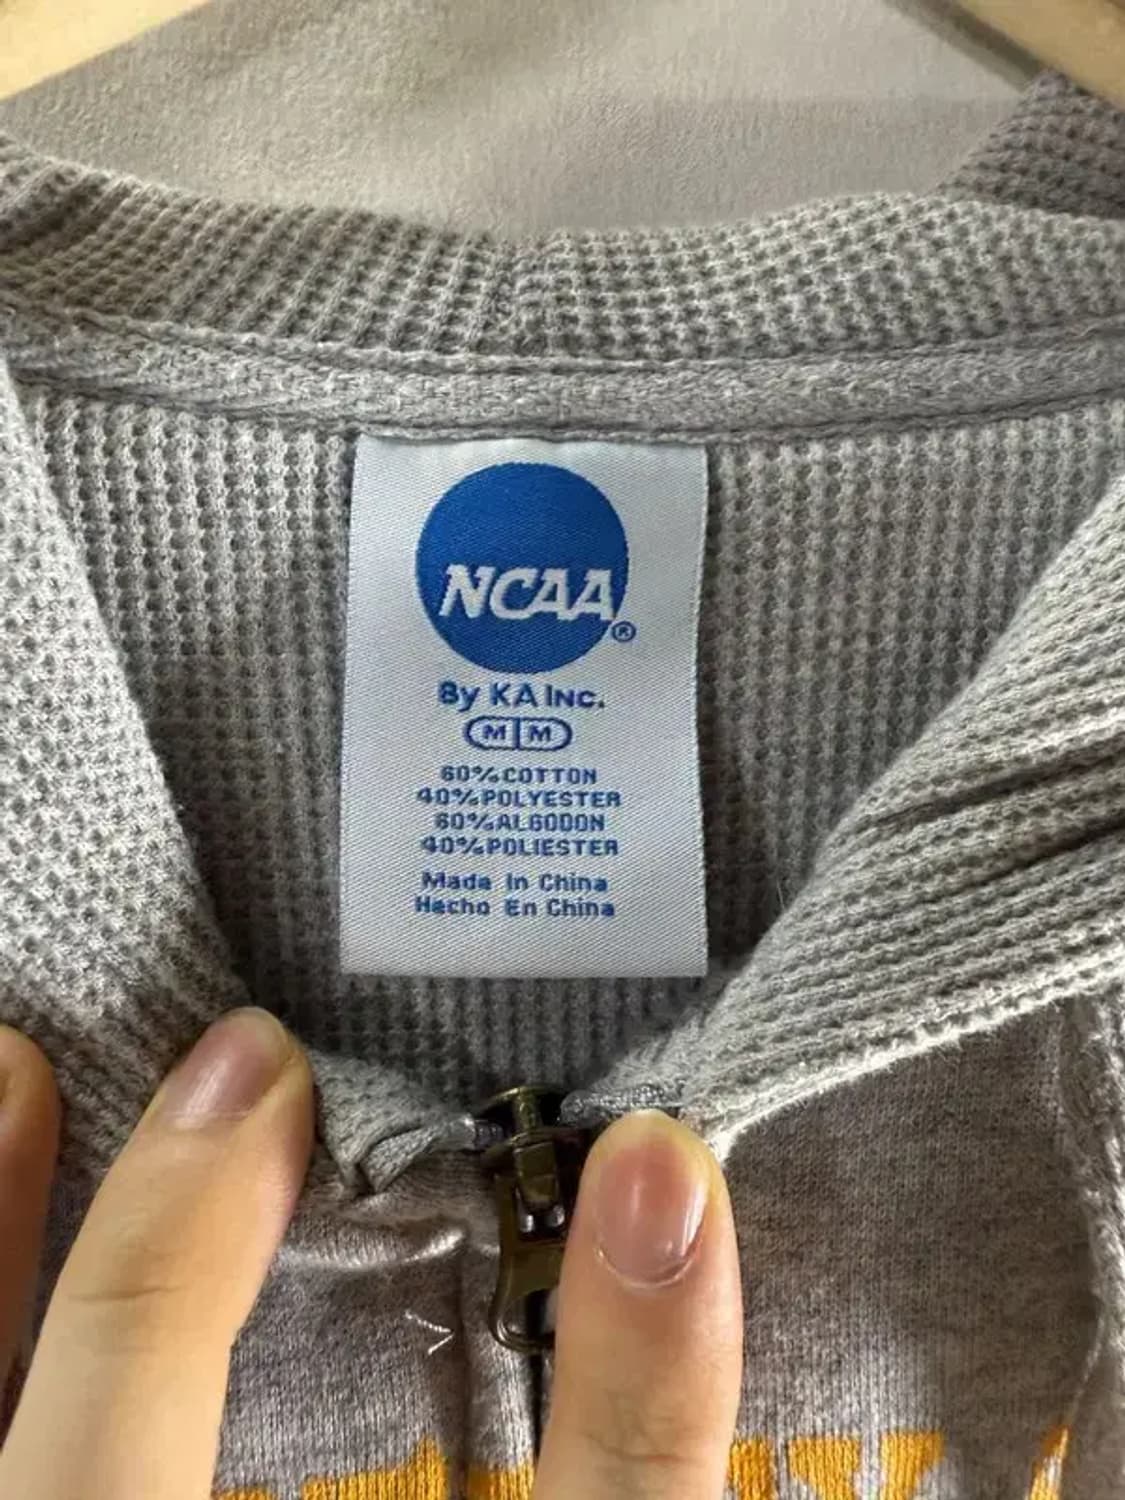 NCAA®
By KA Inc.
M M
60% COTTON
40% POLYESTER
60% ALGODON
40% POLIESTER
Made In China
Hecho En China